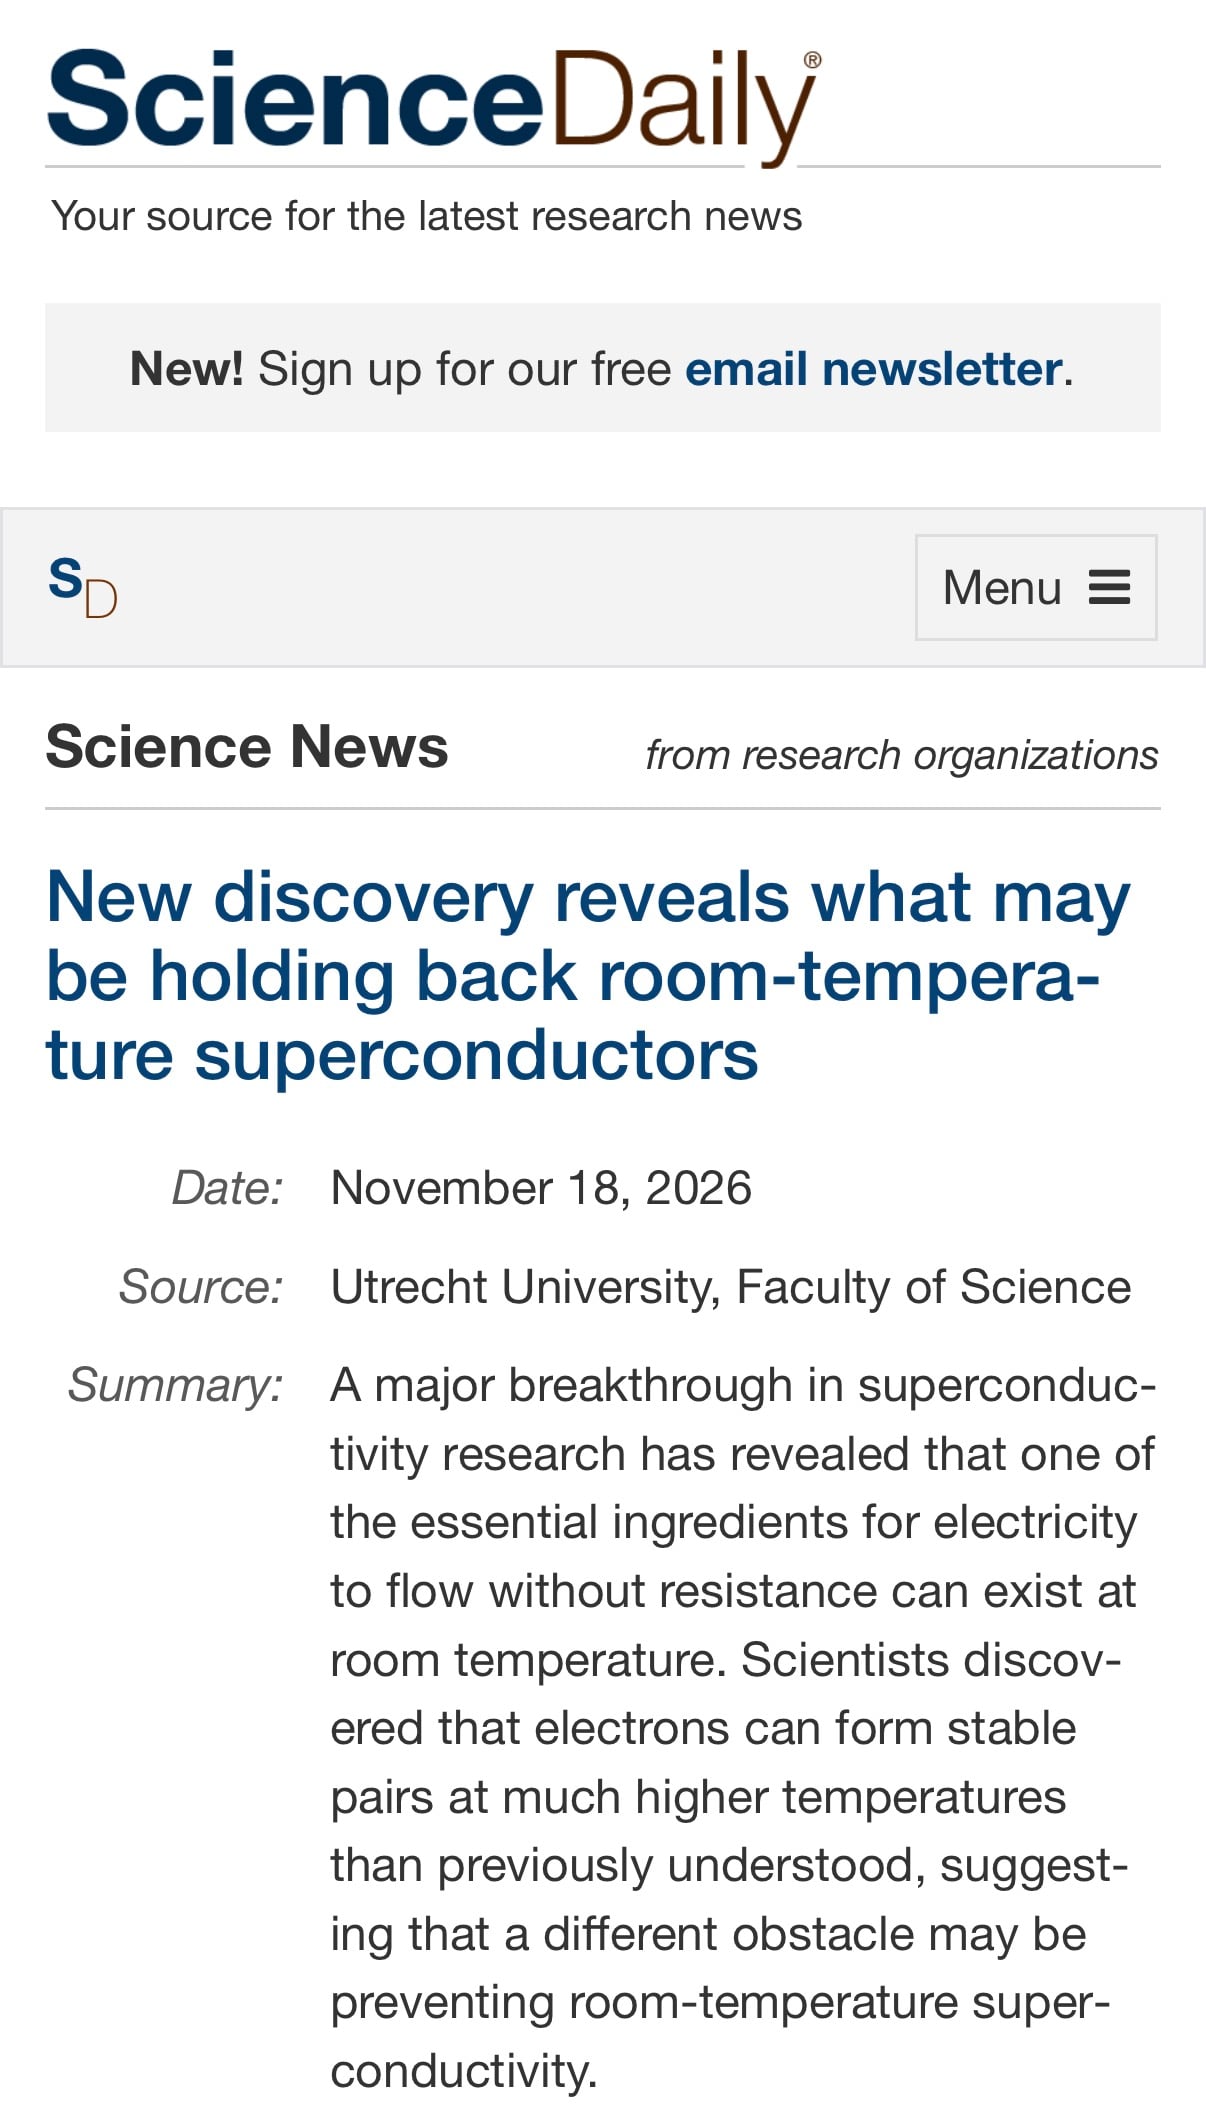 ScienceDaily®
Your source for the latest research news
New! Sign up for our free email newsletter.
SD
Menu
Science News
from research organizations
New discovery reveals what may
be holding back room-tempera-
ture superconductors
Date: November 18, 2026
Source: Utrecht University, Faculty of Science
Summary: A major breakthrough in superconduc-
tivity research has revealed that one of
the essential ingredients for electricity
to flow without resistance can exist at
room temperature. Scientists discov-
ered that electrons can form stable
pairs at much higher temperatures
than previously understood, suggest-
ing that a different obstacle may be
preventing room-temperature super-
conductivity.